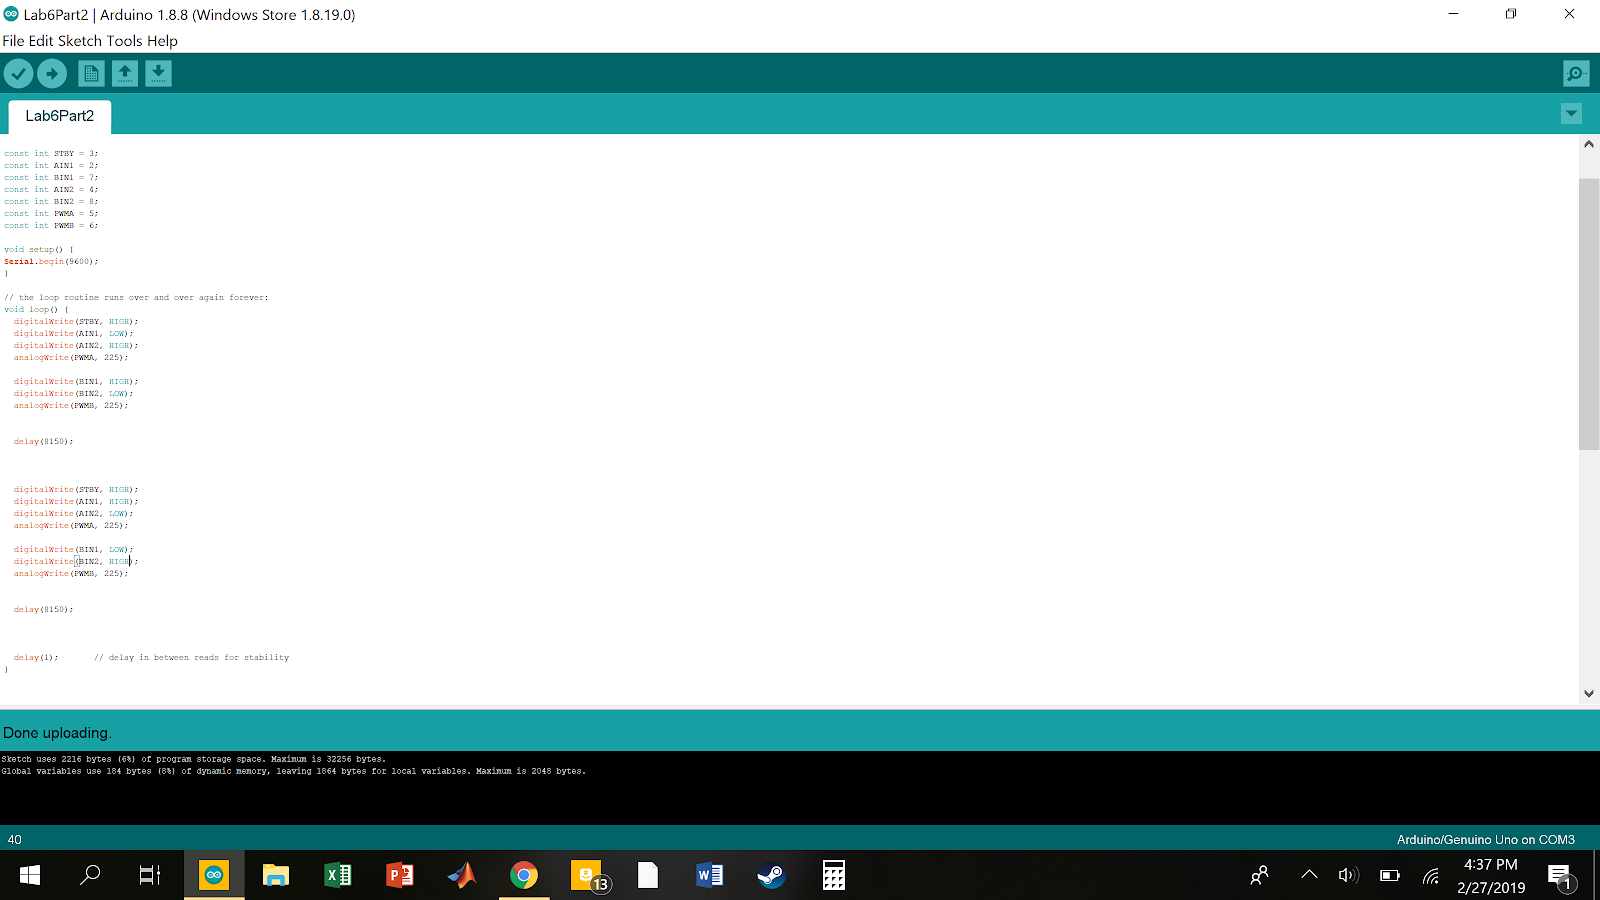 Lab6Part2 | Arduino 1.8.8 (Windows Store 1.8.19.0)
File Edit Sketch Tools Help
Lab6Part2
const int STBY = 3;
const int AIN1 = 2;
const int BIN1 = 7;
const int AIN2 = 4;
const int BIN2 = 8;
const int PWMA = 5;
const int PWMB = 6;
void setup() {
Serial.begin(9600);
}
// the loop routine runs over and over again forever:
void loop() {
digitalWrite(STBY, HIGH);
digitalWrite(AIN1, LOW);
digitalWrite(AIN2, HIGH);
analogWrite(PWMA, 225);
digitalWrite(BIN1, HIGH);
digitalWrite(BIN2, LOW);
analogWrite(PWMB, 225);
delay(8150);
digitalWrite(STBY, HIGH);
digitalWrite(AIN1, HIGH);
digitalWrite(AIN2, LOW);
analogWrite(PWMA, 225);
digitalWrite(BIN1, LOW);
digitalWrite(BIN2, HIGH);
analogWrite(PWMB, 225);
delay(8150);
delay(1); // delay in between reads for stability
}
Done uploading.
Sketch uses 2216 bytes (6%) of program storage space. Maximum is 32256 bytes.
Global variables use 184 bytes (8%) of dynamic memory, leaving 1864 bytes for local variables. Maximum is 2048 bytes.
40
Arduino/Genuino Uno on COM3
13
4:37 PM
2/27/2019
1